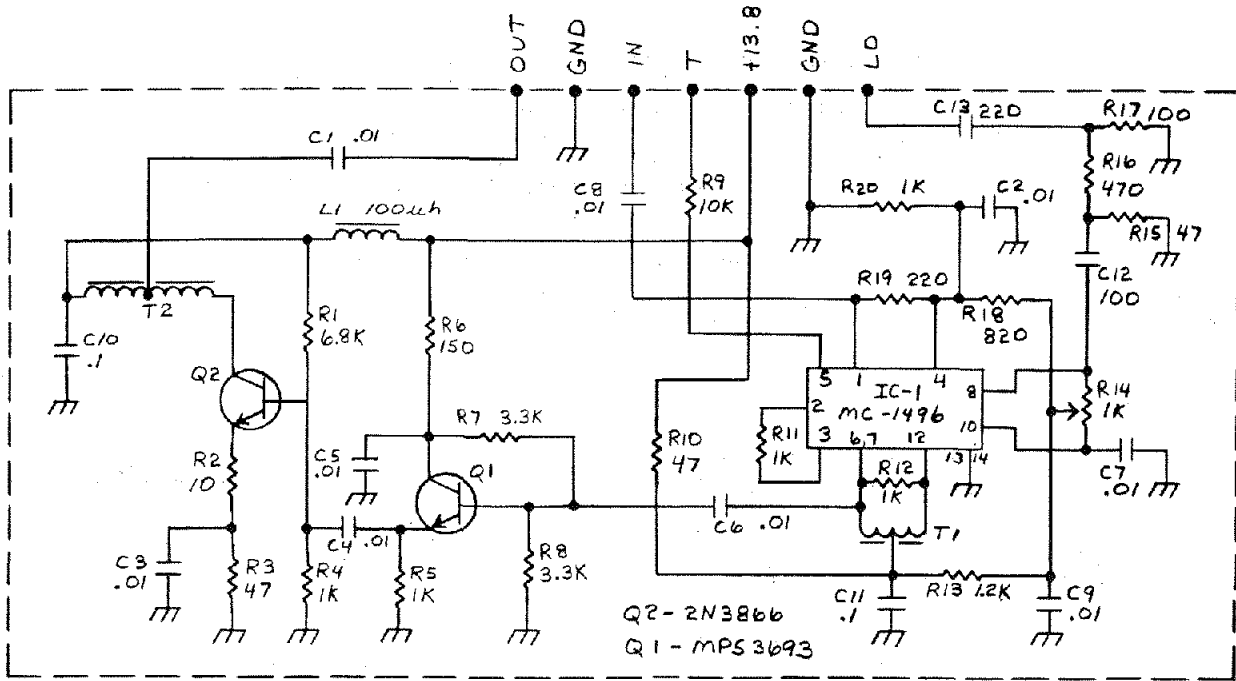 OUT
GND
IN
T
+13.8
GND
LO
C1 .01
C13 220
R17 100
R16 470
R15 47
C12 100
C8 .01
R9 10K
R20 1K
C2 .01
L1 100uh
T2
C10 .1
R1 6.8K
R6 150
R19 220
R18 820
Q2
5
1
4
IC-1
MC-1496
8
2
3
6,7
12
10
13
14
R14 1K
C7 .01
R11 1K
R12 1K
R7 3.3K
C5 .01
Q1
R10 47
R2 10
C6 .01
T1
C3 .01
R3 47
C4 .01
R4 1K
R5 1K
R8 3.3K
C11 .1
R13 1.2K
C9 .01
Q2-2N3866
Q1-MPS3693